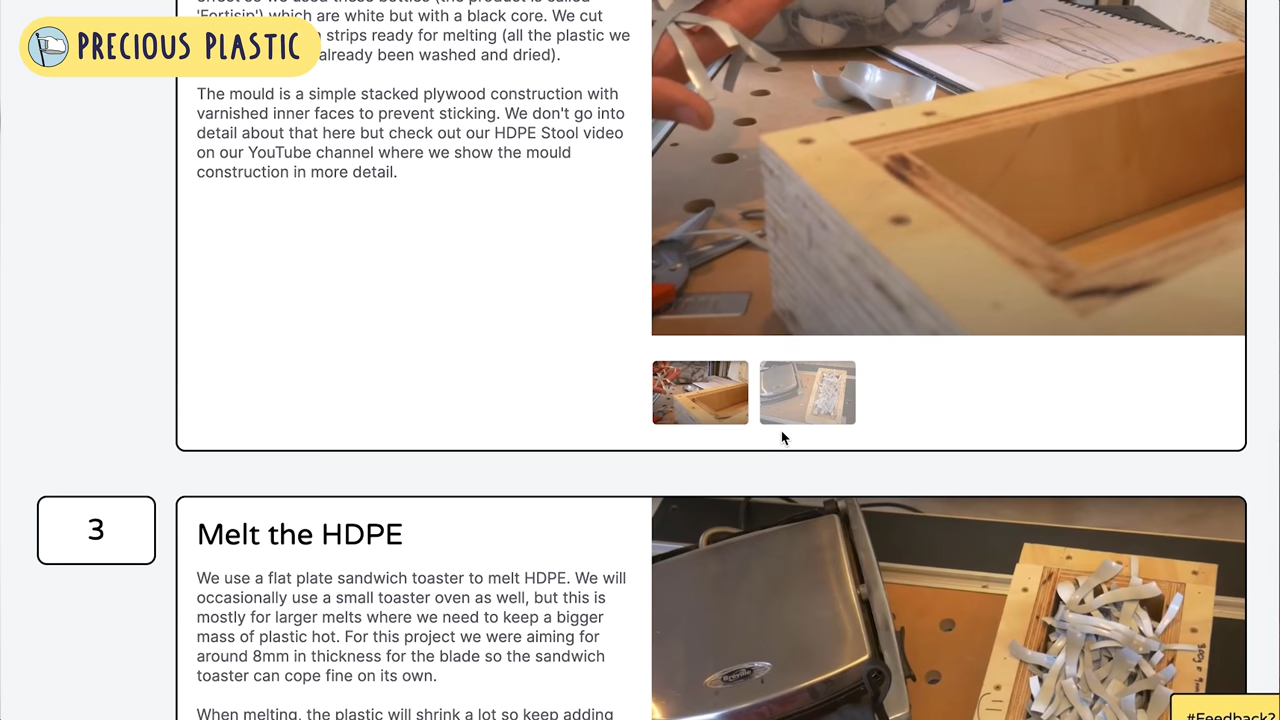 PRECIOUS PLASTIC
'Fortisip') which are white but with a black core. We cut
strips ready for melting (all the plastic we
already been washed and dried).
The mould is a simple stacked plywood construction with
varnished inner faces to prevent sticking. We don't go into
detail about that here but check out our HDPE Stool video
on our YouTube channel where we show the mould
construction in more detail.
3
Melt the HDPE
We use a flat plate sandwich toaster to melt HDPE. We will
occasionally use a small toaster oven as well, but this is
mostly for larger melts where we need to keep a bigger
mass of plastic hot. For this project we were aiming for
around 8mm in thickness for the blade so the sandwich
toaster can cope fine on its own.
When melting, the plastic will shrink a lot so keep adding
Breville
#Feedback?